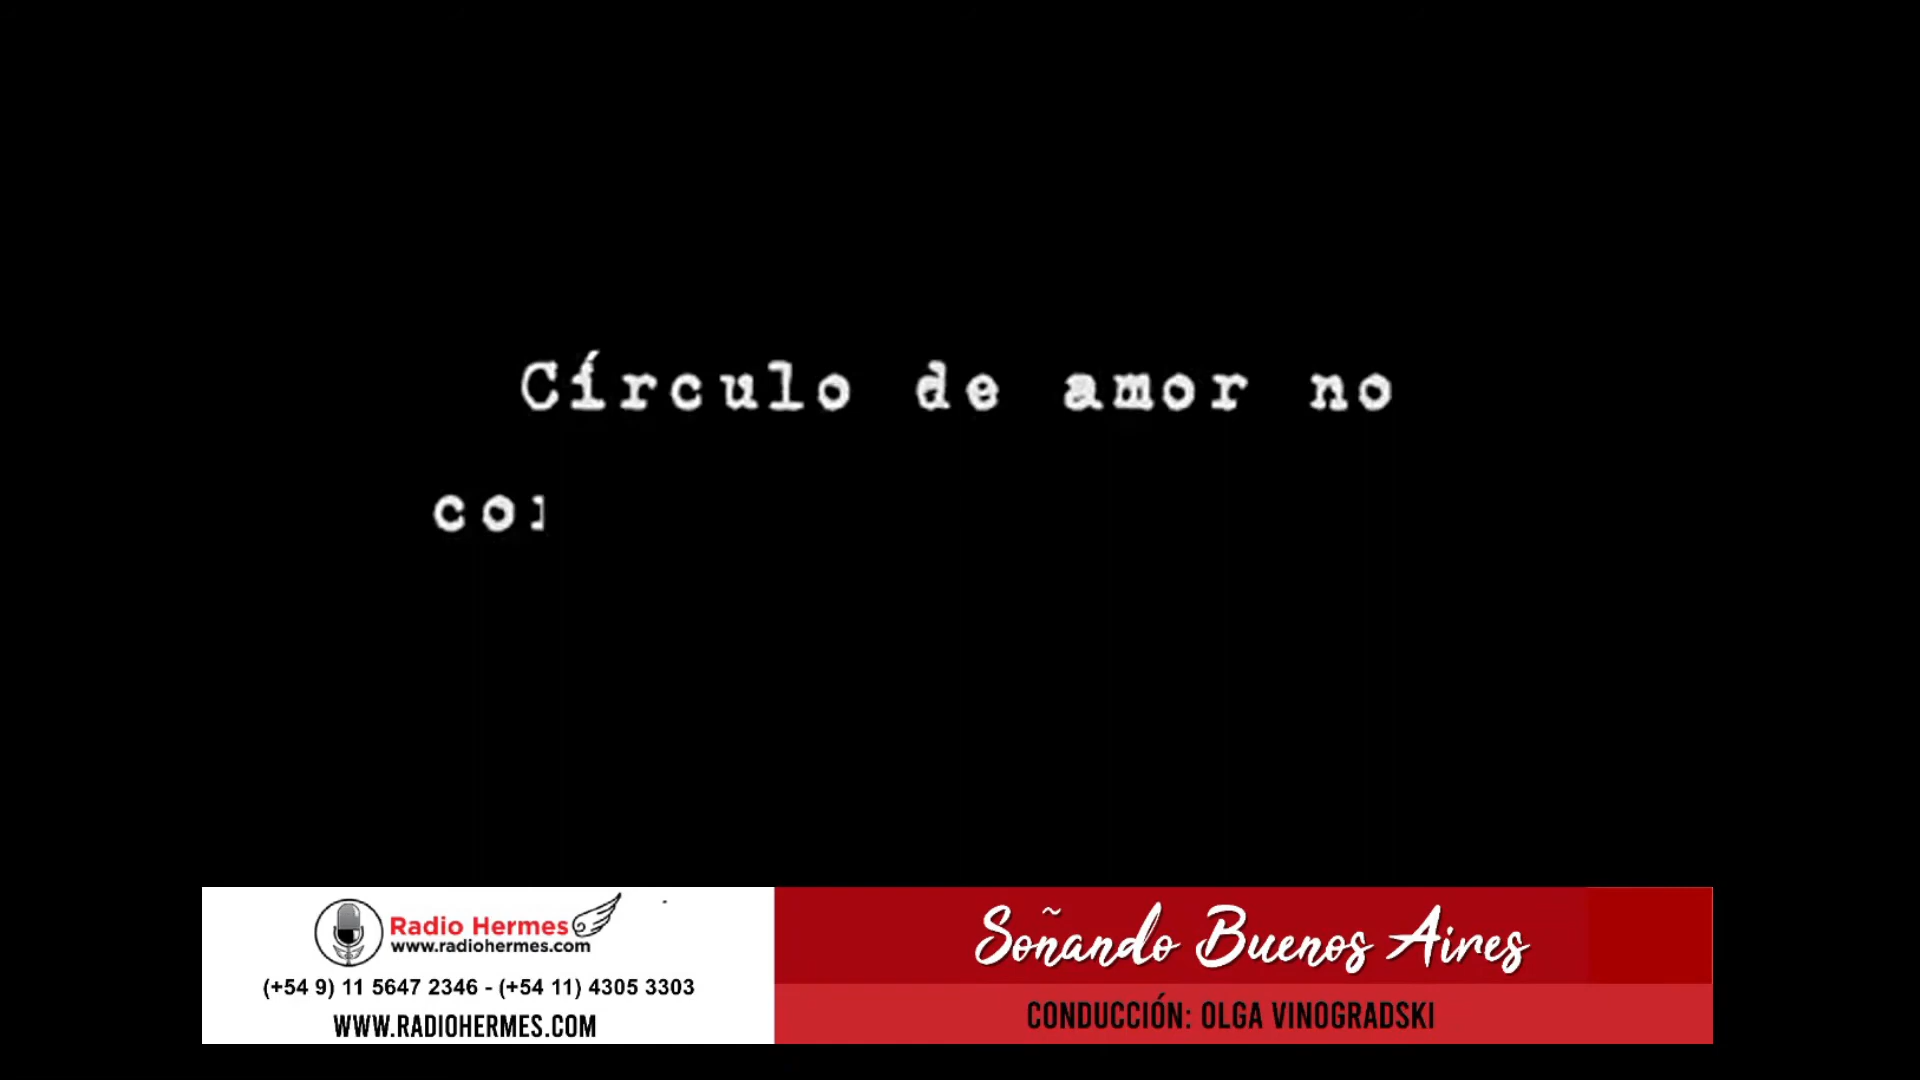 Círculo de amor no
co
Radio Hermes
www.radiohermes.com
(+54 9) 11 5647 2346 - (+54 11) 4305 3303
WWW.RADIOHERMES.COM
Soñando Buenos Aires
CONDUCCIÓN: OLGA VINOGRADSKI